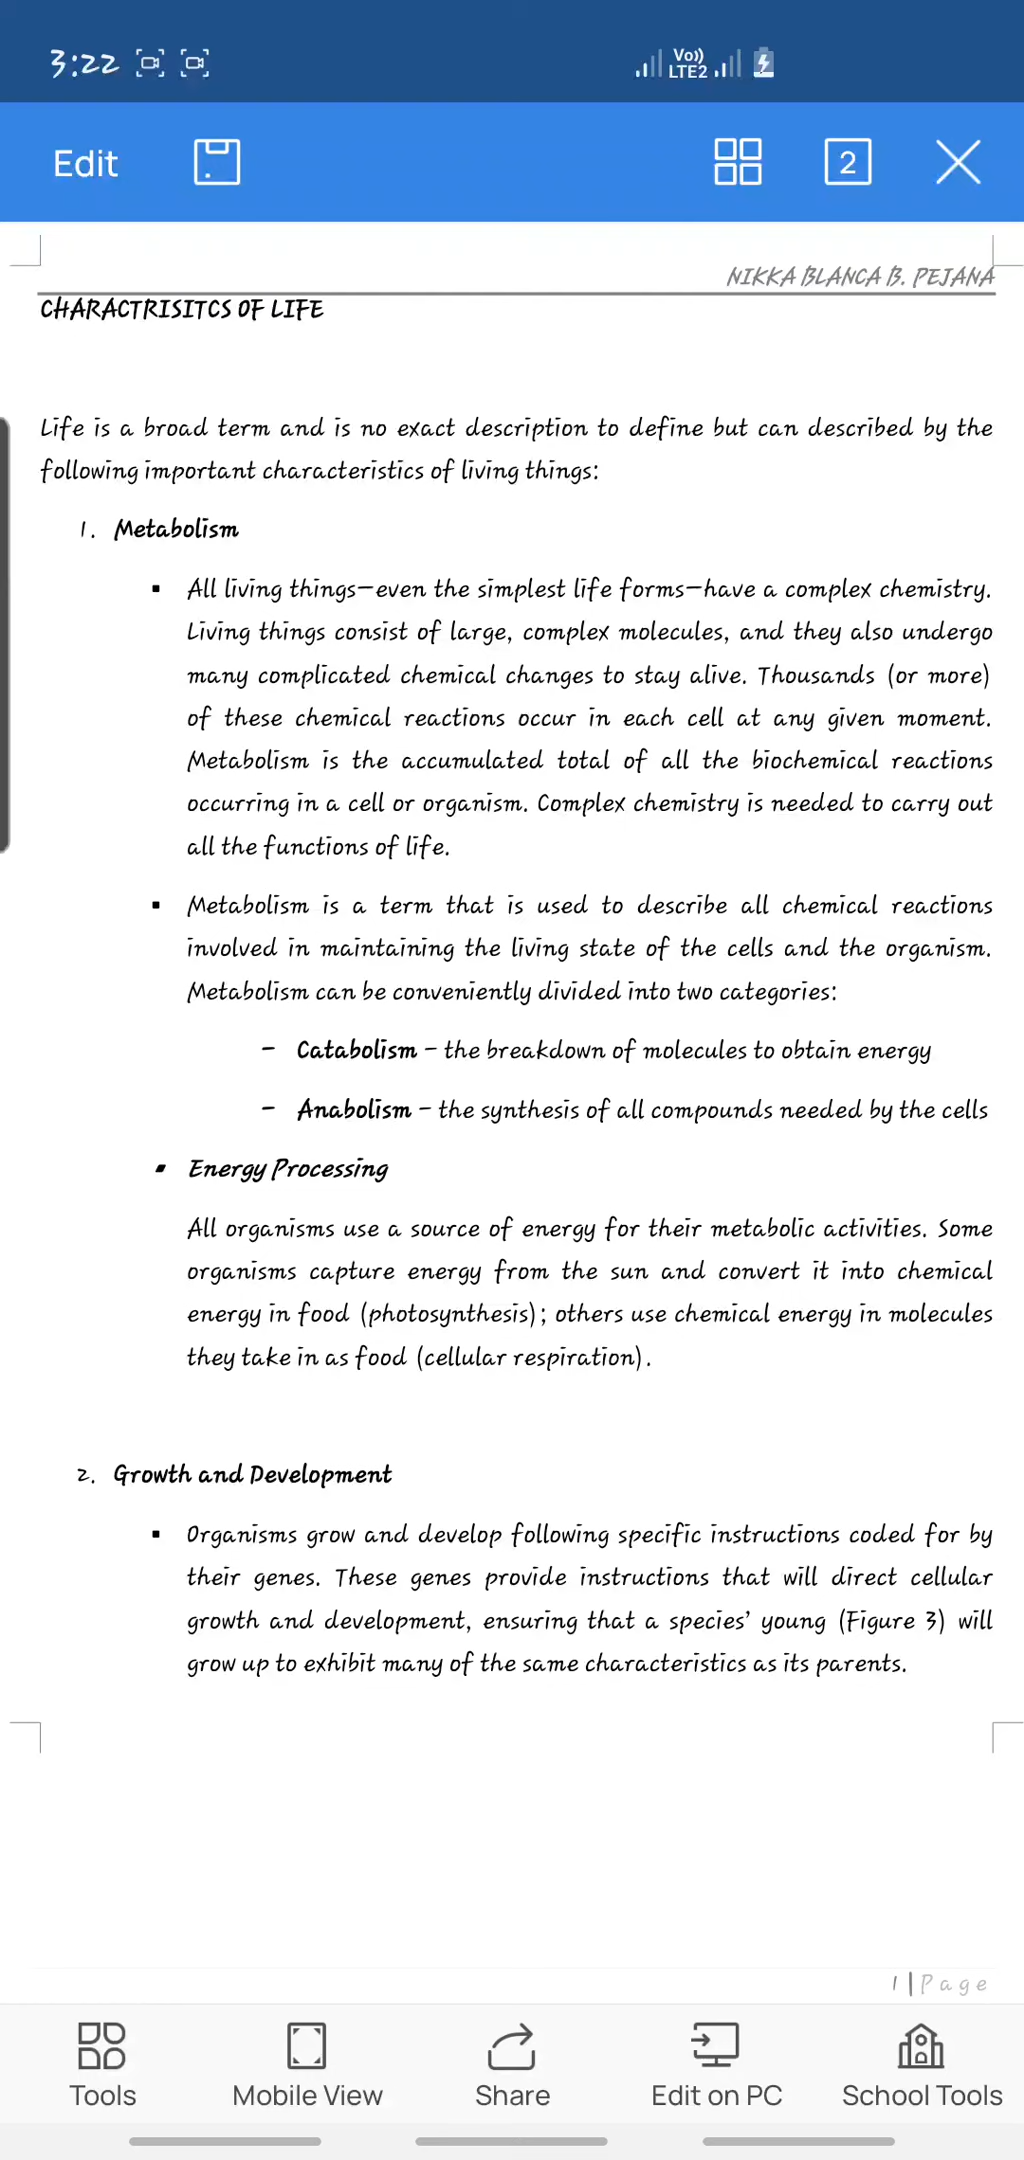 3:22 Vo)) LTE2
Edit 2
NIKKA BLANCA B. PEJANA
CHARACTRISITCS OF LIFE
Life is a broad term and is no exact description to define but can described by the
following important characteristics of living things:
1. Metabolism
▪ All living things—even the simplest life forms—have a complex chemistry.
Living things consist of large, complex molecules, and they also undergo
many complicated chemical changes to stay alive. Thousands (or more)
of these chemical reactions occur in each cell at any given moment.
Metabolism is the accumulated total of all the biochemical reactions
occurring in a cell or organism. Complex chemistry is needed to carry out
all the functions of life.
▪ Metabolism is a term that is used to describe all chemical reactions
involved in maintaining the living state of the cells and the organism.
Metabolism can be conveniently divided into two categories:
– Catabolism – the breakdown of molecules to obtain energy
– Anabolism – the synthesis of all compounds needed by the cells
▪ Energy Processing
All organisms use a source of energy for their metabolic activities. Some
organisms capture energy from the sun and convert it into chemical
energy in food (photosynthesis); others use chemical energy in molecules
they take in as food (cellular respiration).
2. Growth and Development
▪ Organisms grow and develop following specific instructions coded for by
their genes. These genes provide instructions that will direct cellular
growth and development, ensuring that a species’ young (Figure 3) will
grow up to exhibit many of the same characteristics as its parents.
1 | Page
Tools Mobile View Share Edit on PC School Tools